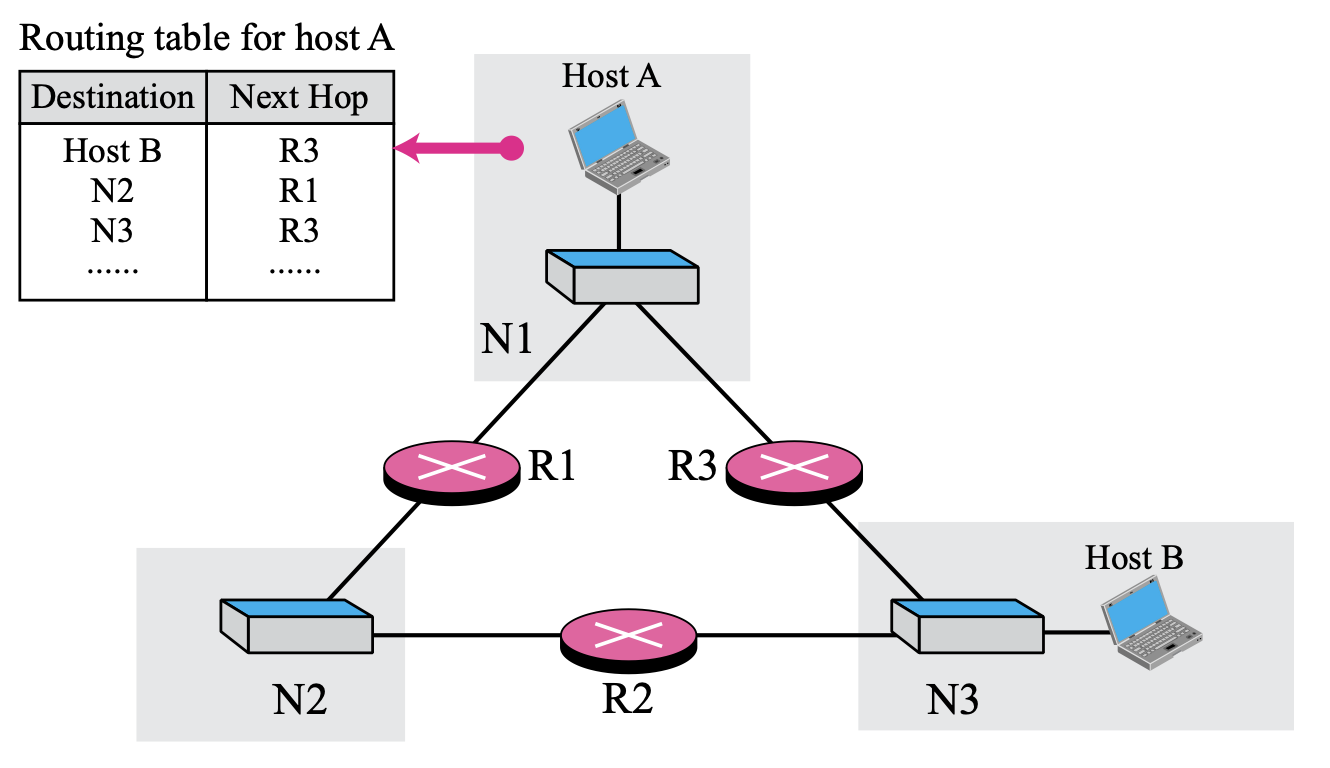 Routing table for host A
Destination Next Hop
Host B R3
N2 R1
N3 R3
...... ......
Host A
N1
R1
R3
Host B
N2
R2
N3